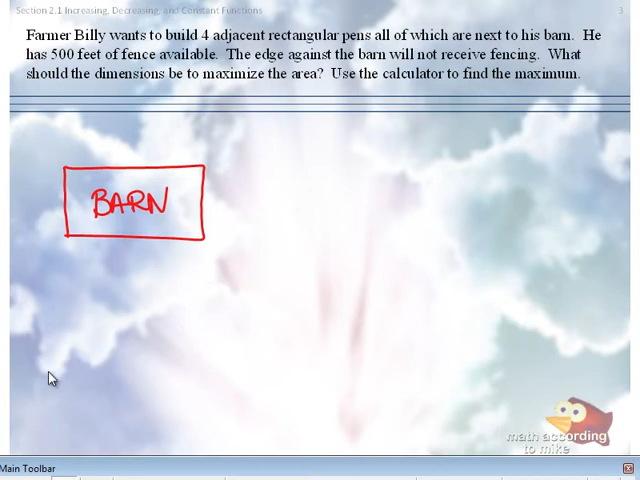 Section 2.1 Increasing, Decreasing, and Constant Functions
3
Farmer Billy wants to build 4 adjacent rectangular pens all of which are next to his barn. He
has 500 feet of fence available. The edge against the barn will not receive fencing. What
should the dimensions be to maximize the area? Use the calculator to find the maximum.
BARN
math according
to mike
Main Toolbar